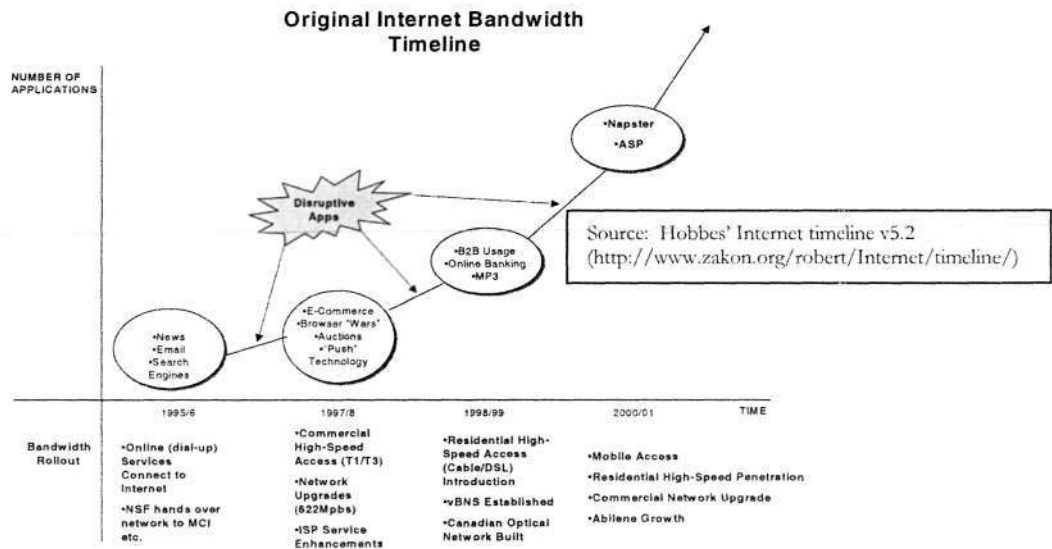 Original Internet Bandwidth
Timeline
NUMBER OF
APPLICATIONS
•Napster
•ASP
Disruptive
Apps
Source: Hobbes' Internet timeline v5.2
(http://www.zakon.org/robert/Internet/timeline/)
•B2B Usage
•Online Banking
•MP3
•E-Commerce
•Browser "Wars"
•Auctions
•"Push"
Technology
•News
•Email
•Search
Engines
1995/6
1997/8
1998/99
2000/01
TIME
Bandwidth
Rollout
•Online (dial-up)
Services
Connect to
Internet
•NSF hands over
network to MCI
etc.
•Commercial
High-Speed
Access (T1/T3)
•Network
Upgrades
(622Mpbs)
•ISP Service
Enhancements
•Residential High-
Speed Access
(Cable/DSL)
Introduction
•vBNS Established
•Canadian Optical
Network Built
•Mobile Access
•Residential High-Speed Penetration
•Commercial Network Upgrade
•Abilene Growth